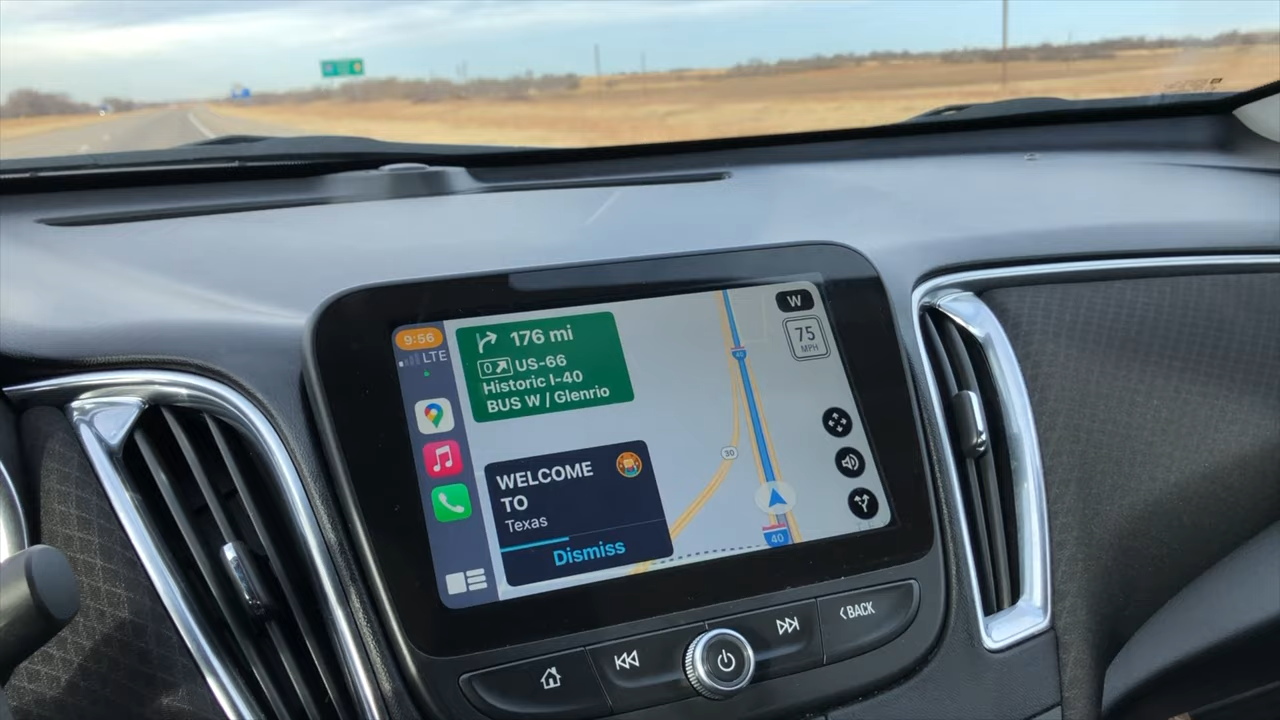 9:56
LTE
176 mi
0 US-66
Historic I-40
BUS W / Glenrio
W
75
MPH
40
30
40
WELCOME
TO
Texas
Dismiss
BACK